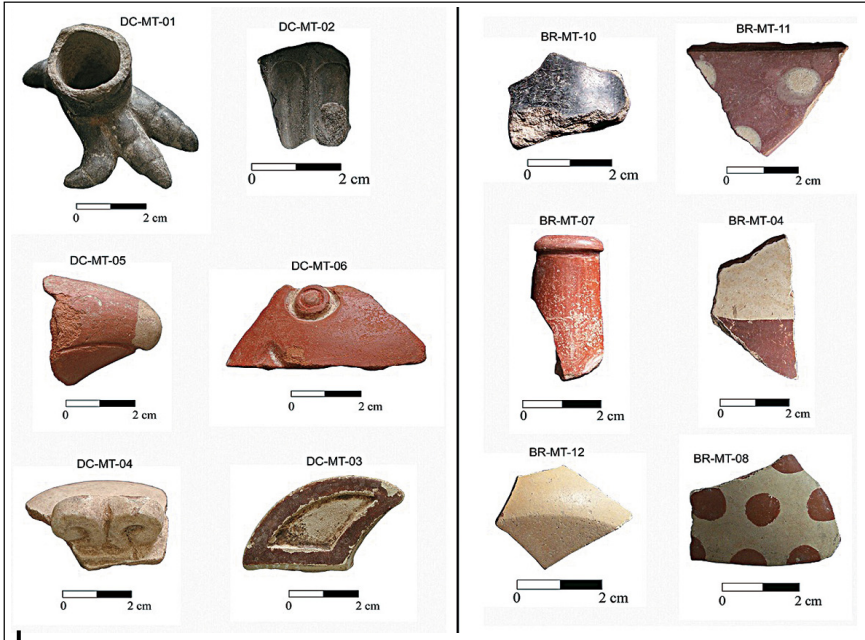 DC-MT-01
DC-MT-02
0 2 cm
0 2 cm
DC-MT-05
DC-MT-06
0 2 cm
0 2 cm
DC-MT-04
DC-MT-03
0 2 cm
0 2 cm
BR-MT-10
BR-MT-11
0 2 cm
0 2 cm
BR-MT-07
BR-MT-04
0 2 cm
0 2 cm
BR-MT-12
BR-MT-08
0 2 cm
0 2 cm